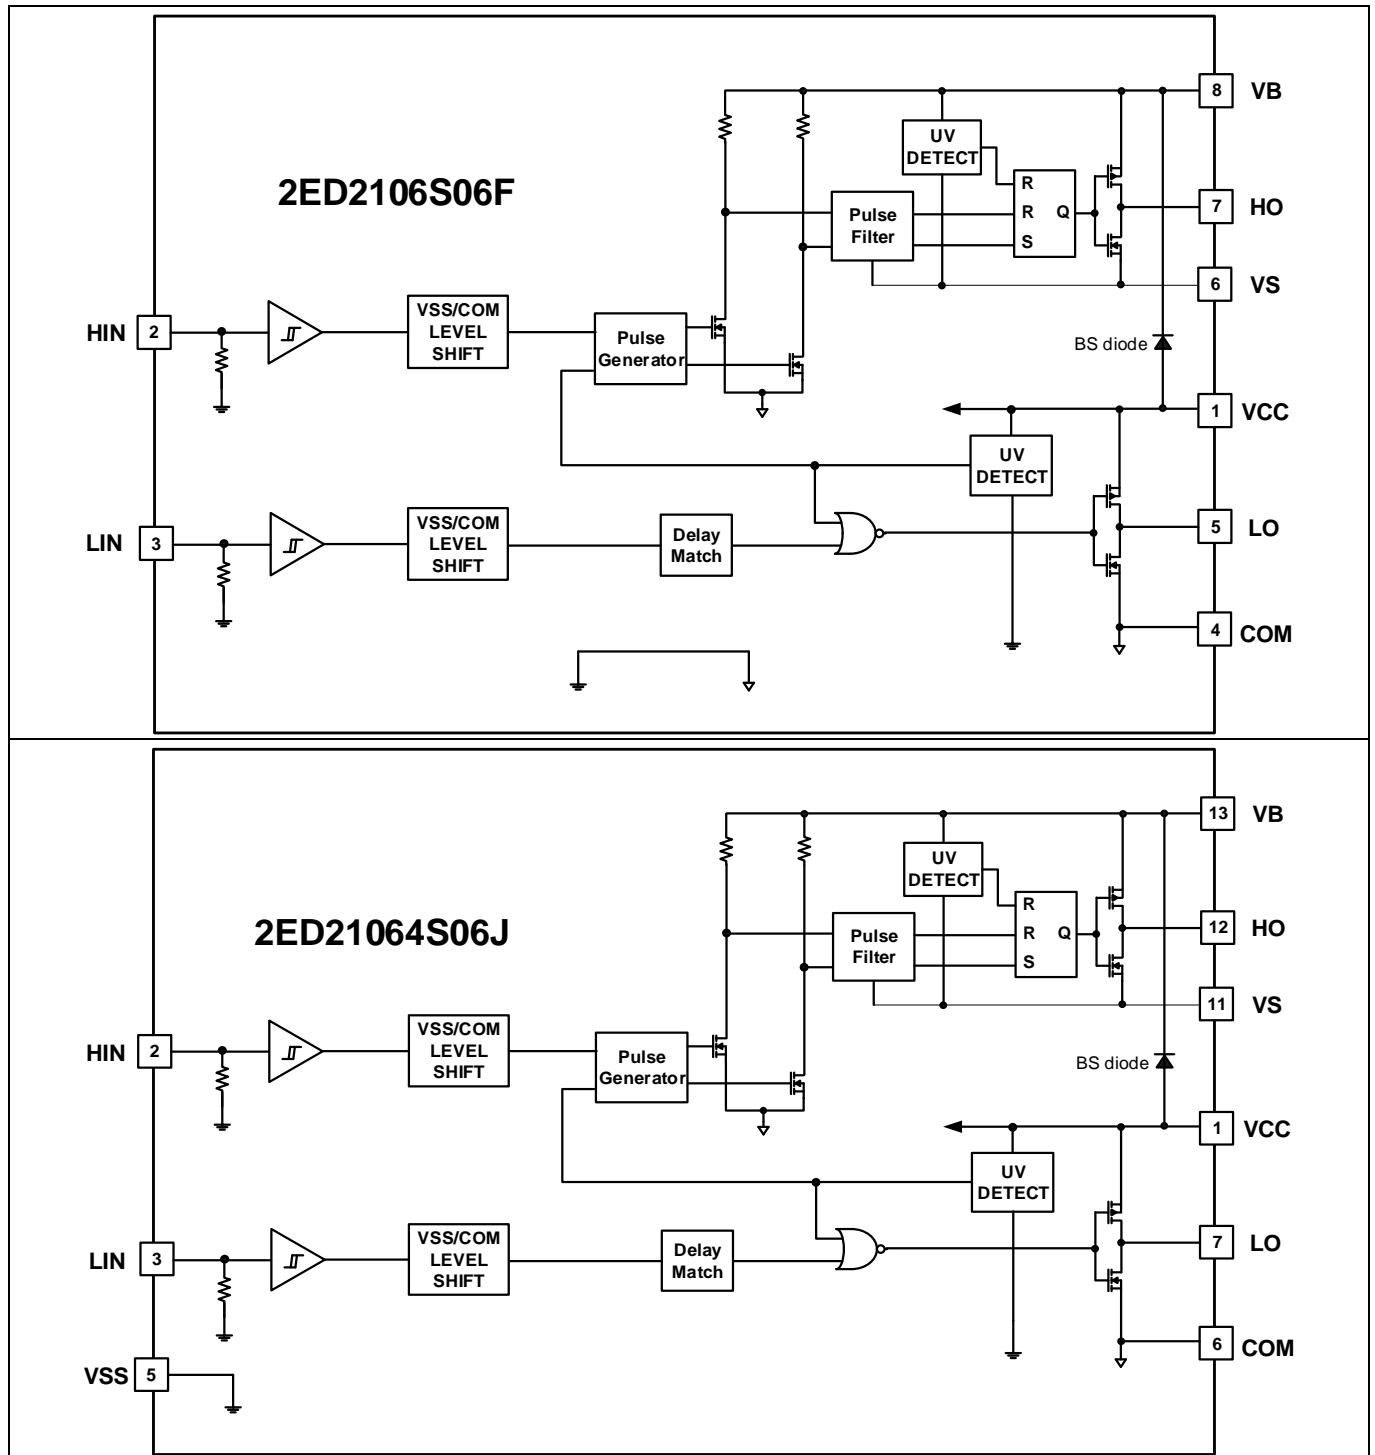 8 VB
UV
DETECT
2ED2106S06F
R
R Q
S
Pulse
Filter
7 HO
6 VS
HIN 2
VSS/COM
LEVEL
SHIFT
Pulse
Generator
BS diode
1 VCC
UV
DETECT
LIN 3
VSS/COM
LEVEL
SHIFT
Delay
Match
5 LO
4 COM
13 VB
UV
DETECT
2ED21064S06J
R
R Q
S
Pulse
Filter
12 HO
11 VS
HIN 2
VSS/COM
LEVEL
SHIFT
Pulse
Generator
BS diode
1 VCC
UV
DETECT
LIN 3
VSS/COM
LEVEL
SHIFT
Delay
Match
7 LO
6 COM
VSS 5